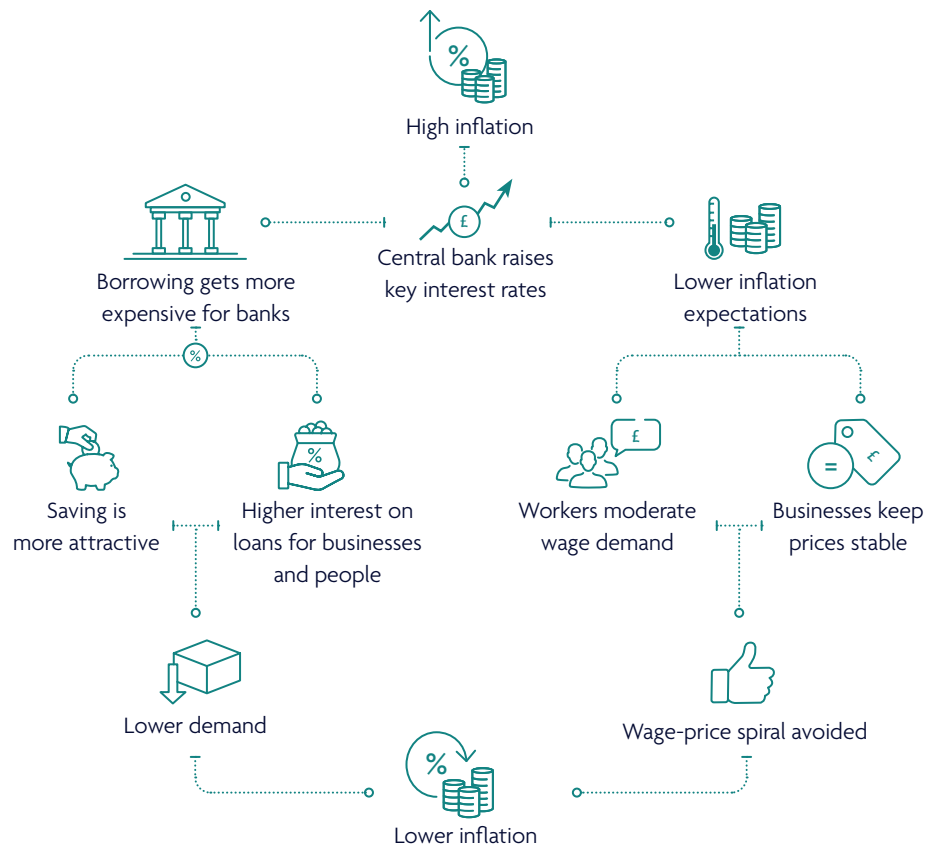 %
High inflation
£
Central bank raises
key interest rates
Borrowing gets more
expensive for banks
Lower inflation
expectations
%
Saving is
more attractive
%
Higher interest on
loans for businesses
and people
£
Workers moderate
wage demand
=
£
Businesses keep
prices stable
Lower demand
Wage-price spiral avoided
%
Lower inflation